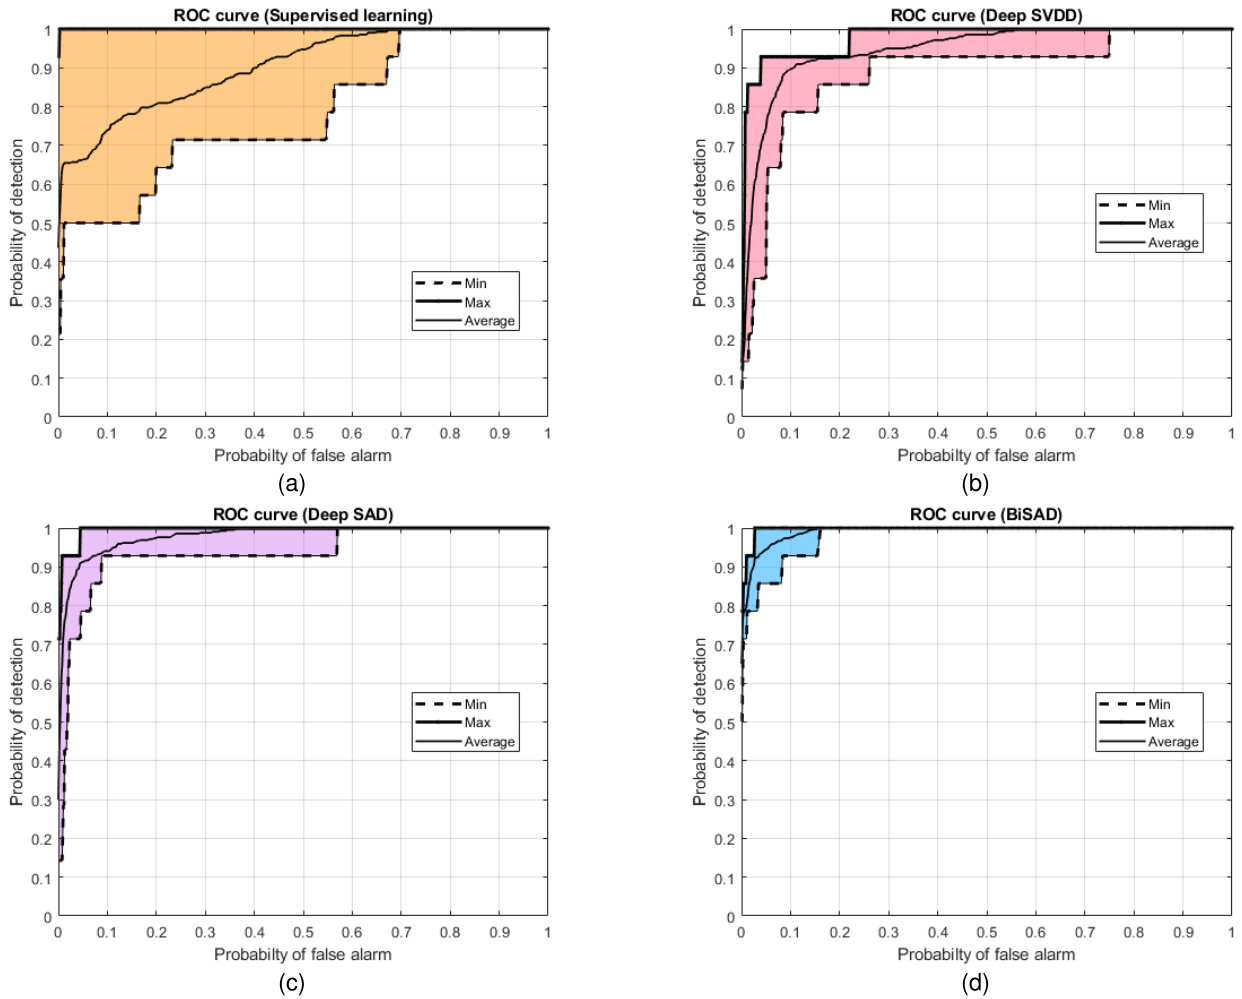 ROC curve (Supervised learning)
1
0.9
0.8
0.7
0.6
0.5
0.4
0.3
0.2
0.1
0
Probability of detection
Min
Max
Average
0 0.1 0.2 0.3 0.4 0.5 0.6 0.7 0.8 0.9 1
Probabilty of false alarm
(a)
ROC curve (Deep SVDD)
1
0.9
0.8
0.7
0.6
0.5
0.4
0.3
0.2
0.1
0
Probability of detection
Min
Max
Average
0 0.1 0.2 0.3 0.4 0.5 0.6 0.7 0.8 0.9 1
Probabilty of false alarm
(b)
ROC curve (Deep SAD)
1
0.9
0.8
0.7
0.6
0.5
0.4
0.3
0.2
0.1
0
Probability of detection
Min
Max
Average
0 0.1 0.2 0.3 0.4 0.5 0.6 0.7 0.8 0.9 1
Probabilty of false alarm
(c)
ROC curve (BiSAD)
1
0.9
0.8
0.7
0.6
0.5
0.4
0.3
0.2
0.1
0
Probability of detection
Min
Max
Average
0 0.1 0.2 0.3 0.4 0.5 0.6 0.7 0.8 0.9 1
Probabilty of false alarm
(d)